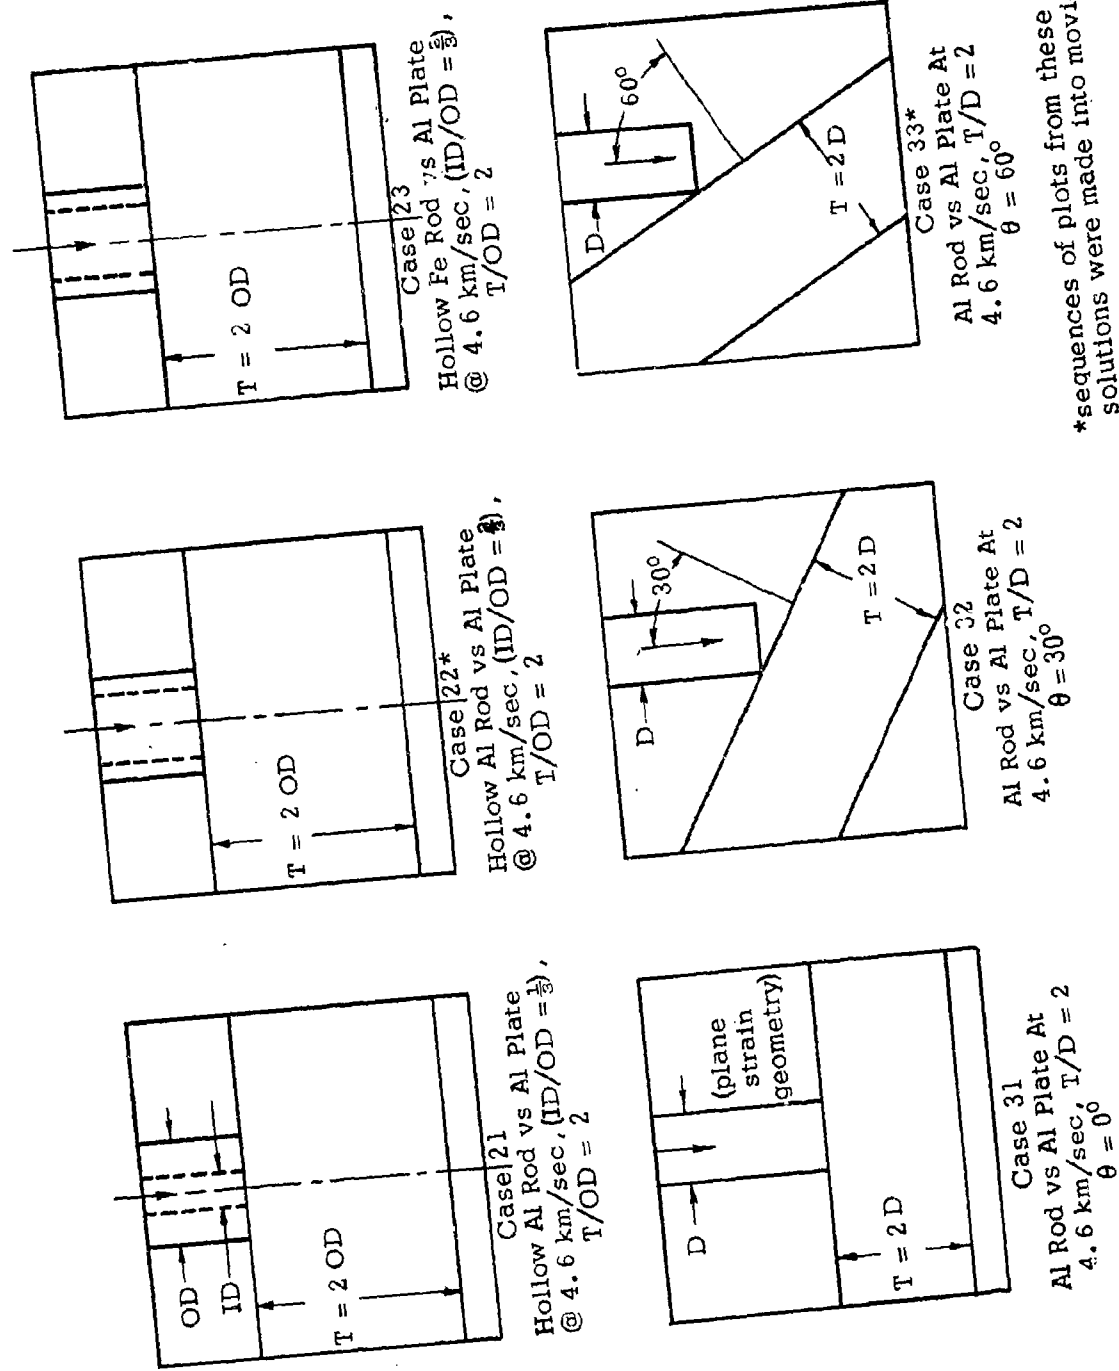 OD
ID
T = 2 OD
Case 21
Hollow Al Rod vs Al Plate
@ 4.6 km/sec, (ID/OD = 1/3),
T/OD = 2
T = 2 OD
Case 22*
Hollow Al Rod vs Al Plate
@ 4.6 km/sec, (ID/OD = ),
T/OD = 2
T = 2 OD
Case 23
Hollow Fe Rod vs Al Plate
@ 4.6 km/sec, (ID/OD = 2/3),
T/OD = 2
D
(plane
strain
geometry)
T = 2 D
Case 31
Al Rod vs Al Plate At
4.6 km/sec, T/D = 2
θ = 0°
D
30°
T = 2 D
Case 32
Al Rod vs Al Plate At
4.6 km/sec, T/D = 2
θ = 30°
D
60°
T = 2 D
Case 33*
Al Rod vs Al Plate At
4.6 km/sec, T/D = 2
θ = 60°
*sequences of plots from these
solutions were made into movi